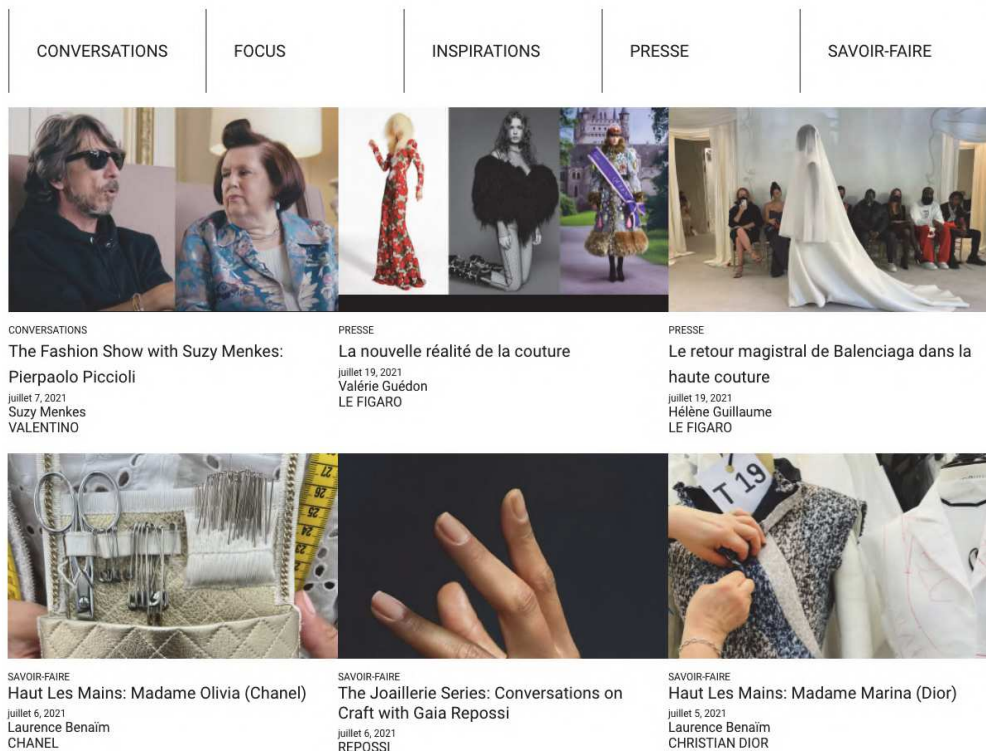 CONVERSATIONS
FOCUS
INSPIRATIONS
PRESSE
SAVOIR-FAIRE
CONVERSATIONS
The Fashion Show with Suzy Menkes:
Pierpaolo Piccioli
juillet 7, 2021
Suzy Menkes
VALENTINO
PRESSE
La nouvelle réalité de la couture
juillet 19, 2021
Valérie Guédon
LE FIGARO
PRESSE
Le retour magistral de Balenciaga dans la
haute couture
juillet 19, 2021
Hélène Guillaume
LE FIGARO
27
26
25
24
23
T 19
SAVOIR-FAIRE
Haut Les Mains: Madame Olivia (Chanel)
juillet 6, 2021
Laurence Benaïm
CHANEL
SAVOIR-FAIRE
The Joaillerie Series: Conversations on
Craft with Gaia Repossi
juillet 6, 2021
REPOSSI
SAVOIR-FAIRE
Haut Les Mains: Madame Marina (Dior)
juillet 5, 2021
Laurence Benaïm
CHRISTIAN DIOR